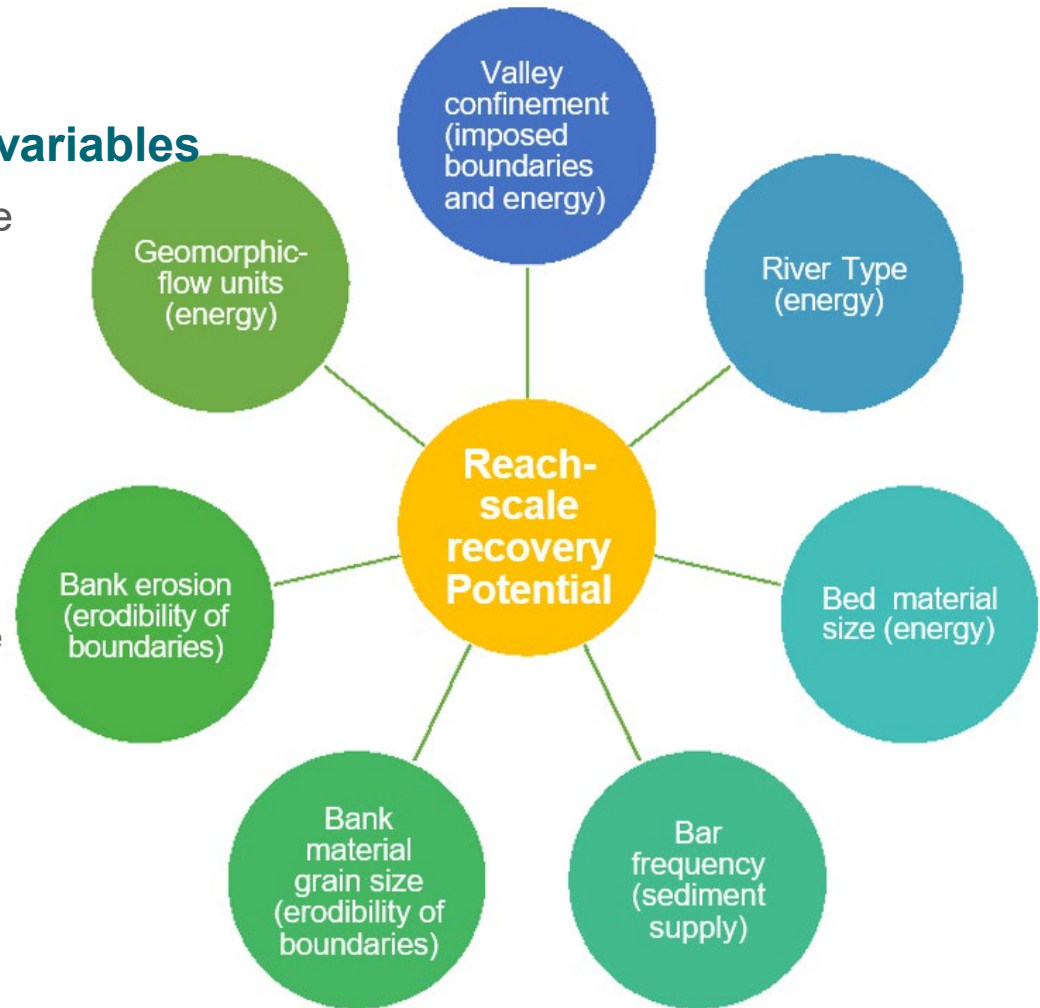 variables
e
e
Valley
confinement
(imposed
boundaries
and energy)
River Type
(energy)
Bed material
size (energy)
Bar
frequency
(sediment
supply)
Bank
material
grain size
(erodibility of
boundaries)
Bank erosion
(erodibility of
boundaries)
Geomorphic-
flow units
(energy)
Reach-
scale
recovery
Potential